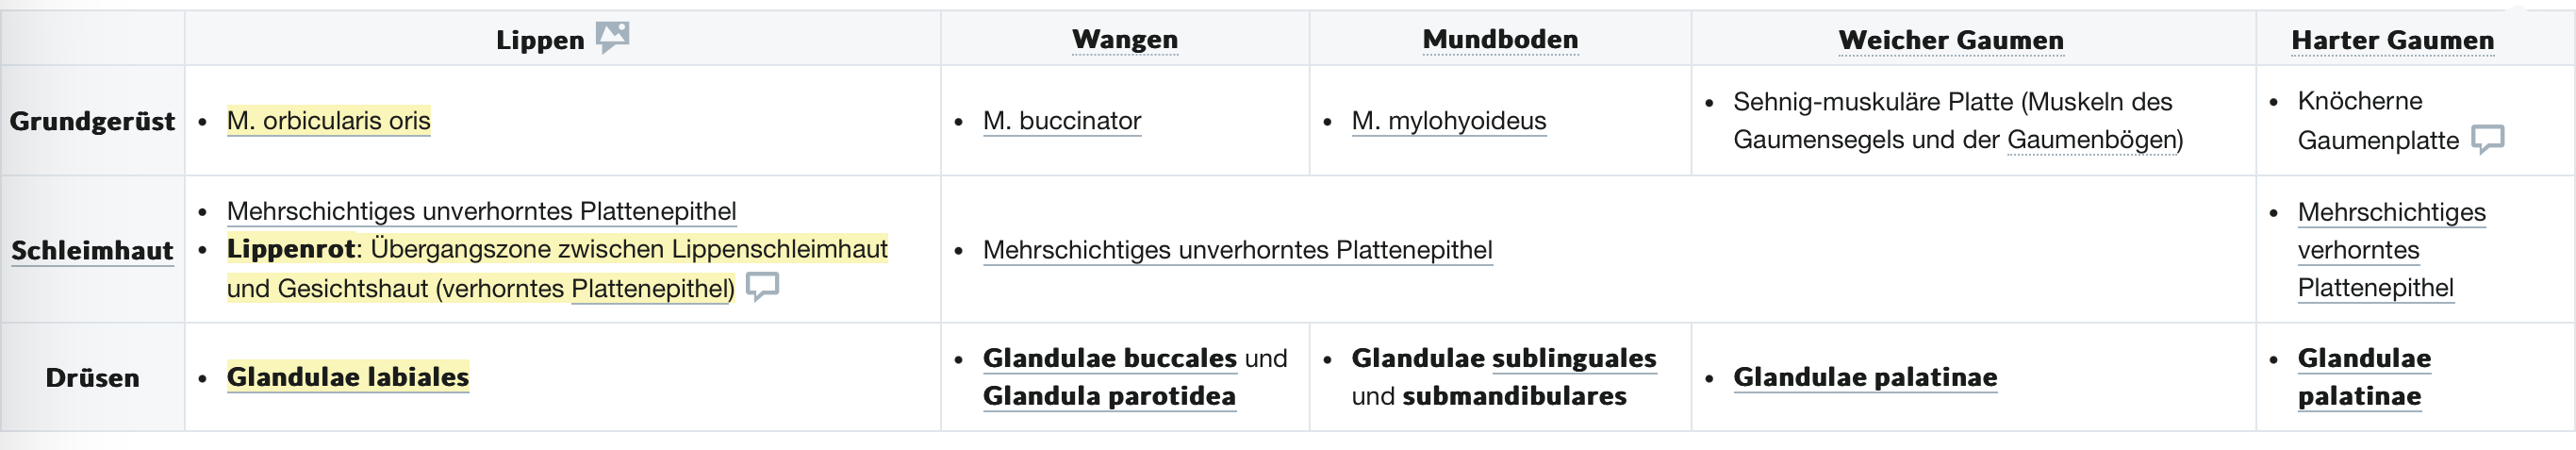 Lippen Wangen Mundboden Weicher Gaumen Harter Gaumen
Grundgerüst
• M. orbicularis oris
• M. buccinator
• M. mylohyoideus
• Sehnig-muskuläre Platte (Muskeln des
Gaumensegels und der Gaumenbögen)
• Knöcherne
Gaumenplatte
Schleimhaut
• Mehrschichtiges unverhorntes Plattenepithel
• Lippenrot: Übergangszone zwischen Lippenschleimhaut
und Gesichtshaut (verhorntes Plattenepithel)
• Mehrschichtiges unverhorntes Plattenepithel
• Mehrschichtiges
verhorntes
Plattenepithel
Drüsen
• Glandulae labiales
• Glandulae buccales und
Glandula parotidea
• Glandulae sublinguales
und submandibulares
• Glandulae palatinae
• Glandulae
palatinae